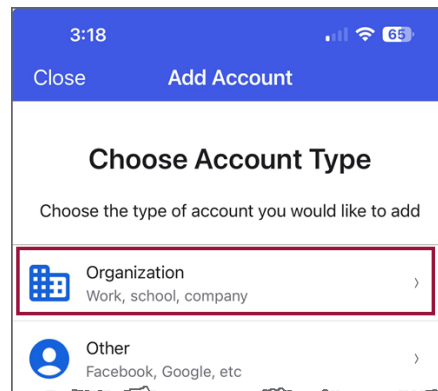 3:18 65
Close Add Account
Choose Account Type
Choose the type of account you would like to add
Organization
Work, school, company
Other
Facebook, Google, etc